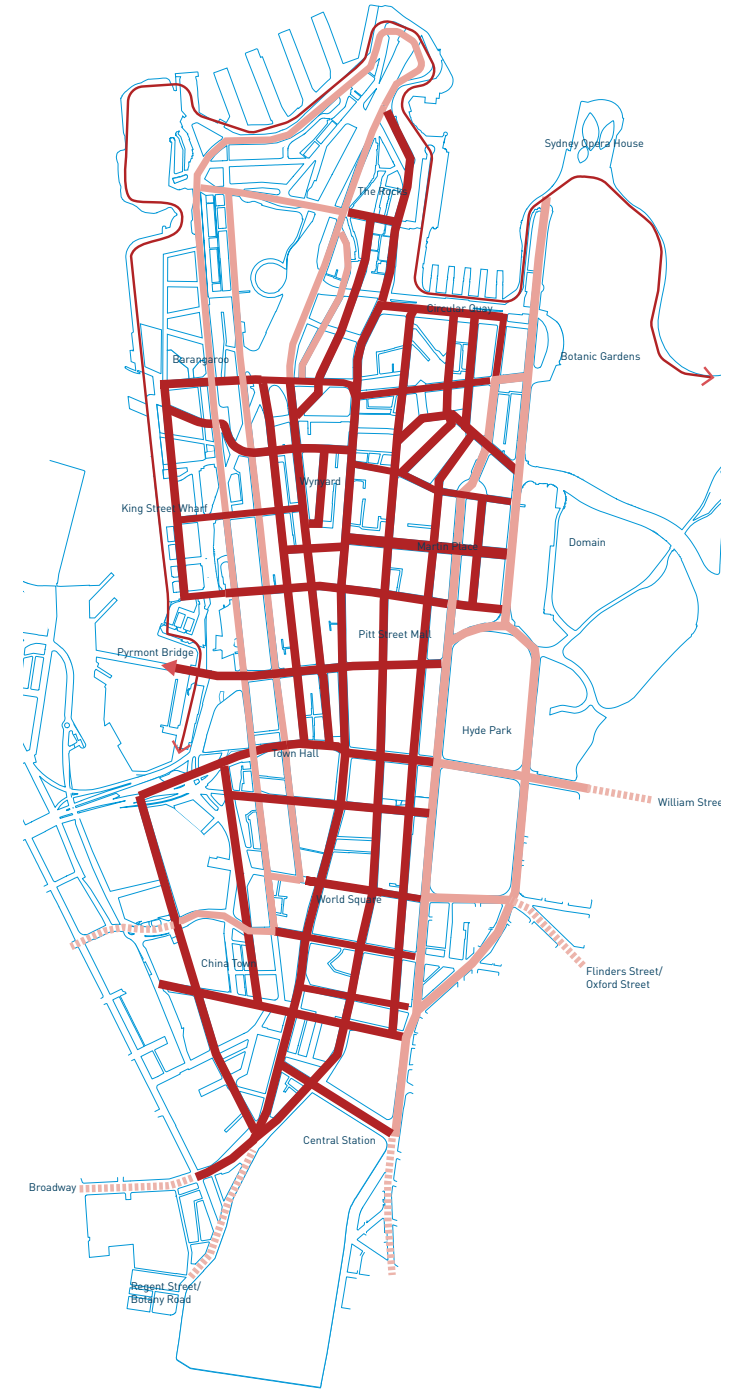 Sydney Opera House
The Rocks
Circular Quay
Botanic Gardens
Barangaroo
Wynyard
King Street Wharf
Martin Place
Domain
Pitt Street Mall
Pyrmont Bridge
Hyde Park
Town Hall
William Stree
World Square
China Town
Flinders Street/
Oxford Street
Central Station
Broadway
Regent Street/
Botany Road